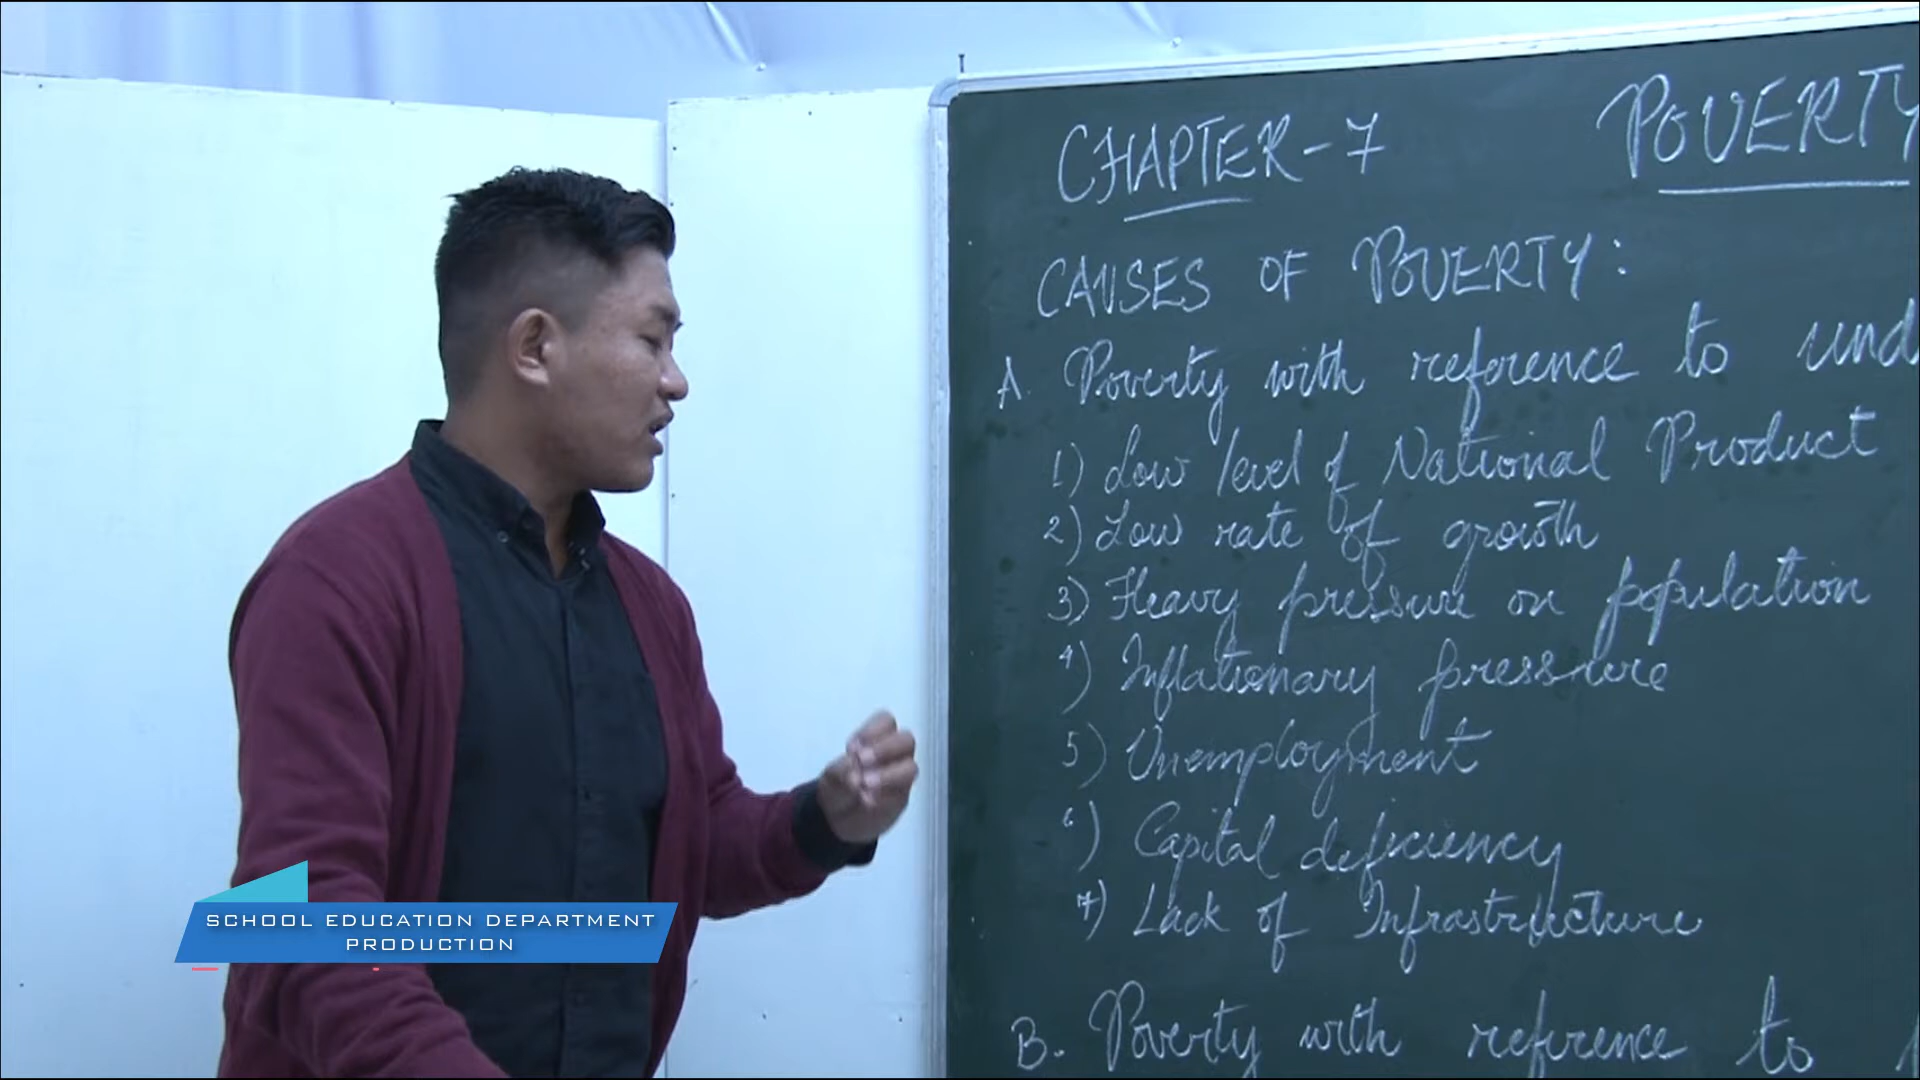 CHAPTER-7 POVERTY
CAUSES OF POVERTY:
A. Poverty with reference to und
1) Low level of National Product
2) Low rate of growth
3) Heavy pressure on population
4) Inflationary pressure
5) Unemployment
6) Capital deficiency
7) Lack of Infrastructure
B. Poverty with reference to
SCHOOL EDUCATION DEPARTMENT
PRODUCTION